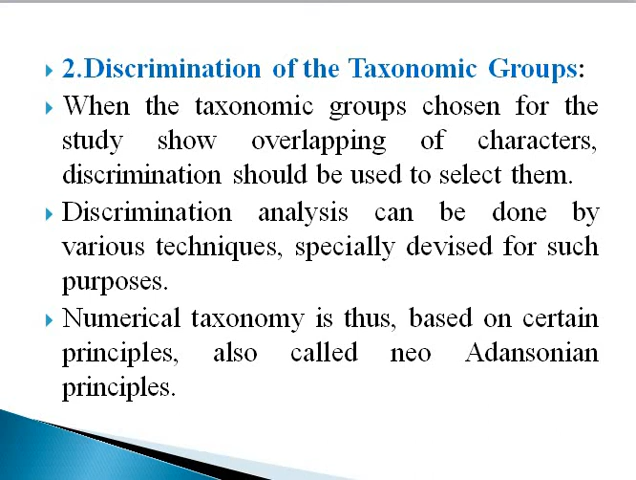 2.Discrimination of the Taxonomic Groups:
When the taxonomic groups chosen for the
study show overlapping of characters,
discrimination should be used to select them.
Discrimination analysis can be done by
various techniques, specially devised for such
purposes.
Numerical taxonomy is thus, based on certain
principles, also called neo Adansonian
principles.